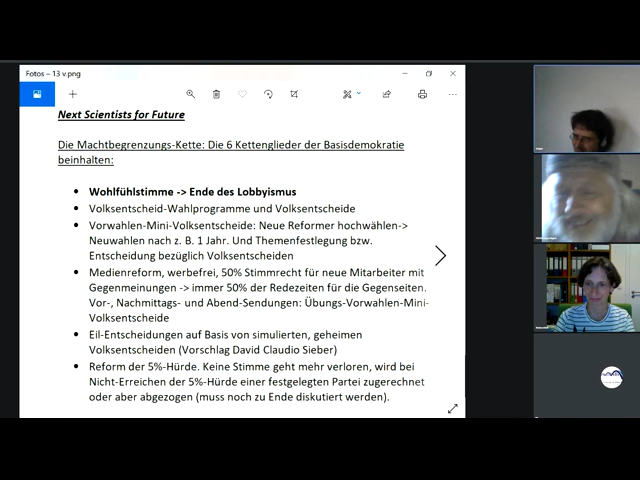 Fotos – 13 v.png
Next Scientists for Future
Die Machtbegrenzungs-Kette: Die 6 Kettenglieder der Basisdemokratie
beinhalten:
Wohlfühlstimme -> Ende des Lobbyismus
Volksentscheid-Wahlprogramme und Volksentscheide
Vorwahlen-Mini-Volksentscheide: Neue Reformer hochwählen->
Neuwahlen nach z. B. 1 Jahr. Und Themenfestlegung bzw.
Entscheidung bezüglich Volksentscheiden
Medienreform, werbefrei, 50% Stimmrecht für neue Mitarbeiter mit
Gegenmeinungen -> immer 50% der Redezeiten für die Gegenseiten.
Vor-, Nachmittags- und Abend-Sendungen: Übungs-Vorwahlen-Mini-
Volksentscheide
Eil-Entscheidungen auf Basis von simulierten, geheimen
Volksentscheiden (Vorschlag David Claudio Sieber)
Reform der 5%-Hürde. Keine Stimme geht mehr verloren, wird bei
Nicht-Erreichen der 5%-Hürde einer festgelegten Partei zugerechnet
oder aber abgezogen (muss noch zu Ende diskutiert werden).